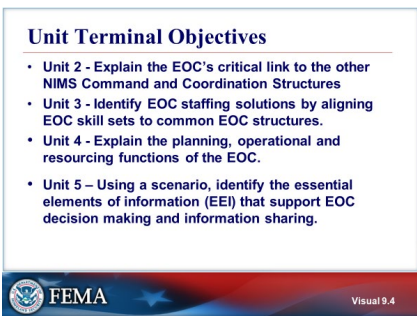 Unit Terminal Objectives
• Unit 2 - Explain the EOC's critical link to the other
NIMS Command and Coordination Structures
• Unit 3 - Identify EOC staffing solutions by aligning
EOC skill sets to common EOC structures.
• Unit 4 - Explain the planning, operational and
resourcing functions of the EOC.
• Unit 5 – Using a scenario, identify the essential
elements of information (EEI) that support EOC
decision making and information sharing.
FEMA
Visual 9.4